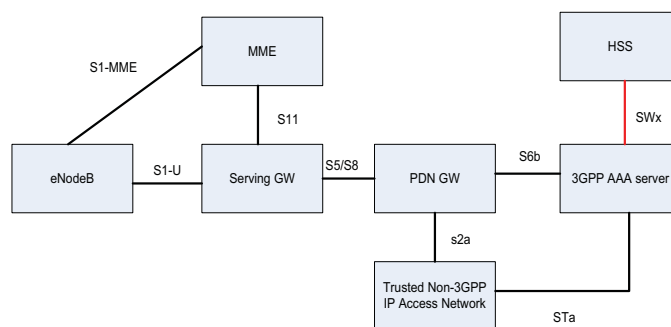 MME
HSS
S1-MME
SWx
S11
S6b
S5/S8
S1-U
eNodeB
Serving GW
PDN GW
3GPP AAA server
s2a
Trusted Non-3GPP
IP Access Network
STa